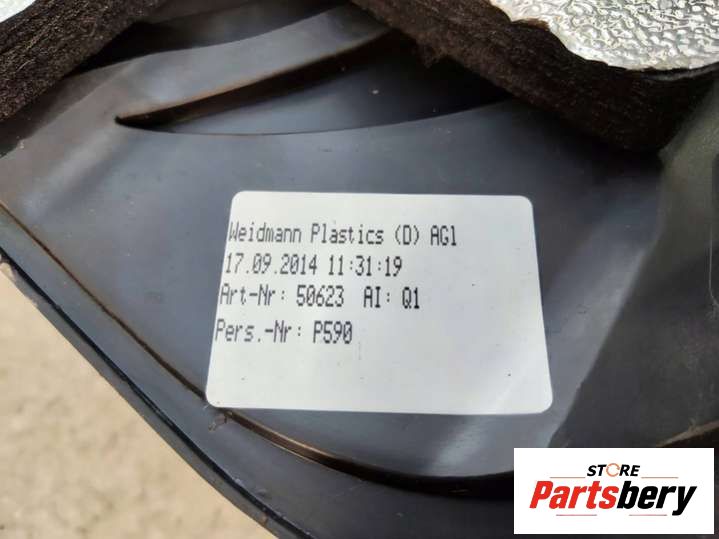 Weidmann Plastics (D) AG1
17.09.2014 11:31:19
Art-Nr: 50623 AI: Q1
Pers.-Nr: P590
STORE
Partsbery